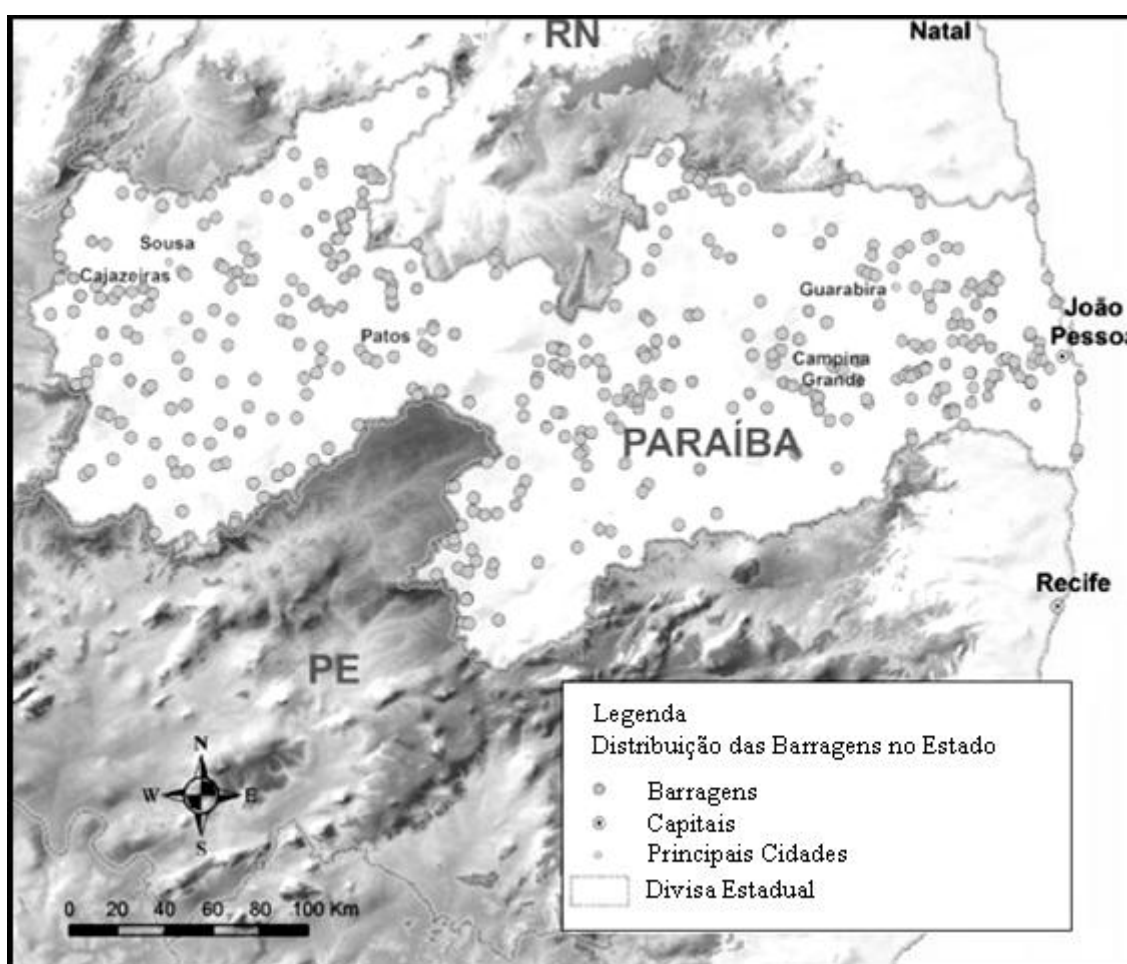 RN
Natal
Sousa
Cajazeiras
Guarabira
João
Pessoa
Patos
Campina
Grande
PARAÍBA
Recife
PE
Legenda
Distribuição das Barragens no Estado
Barragens
Capitais
Principais Cidades
Divisa Estadual
N
W E
S
0 20 40 60 80 100 Km